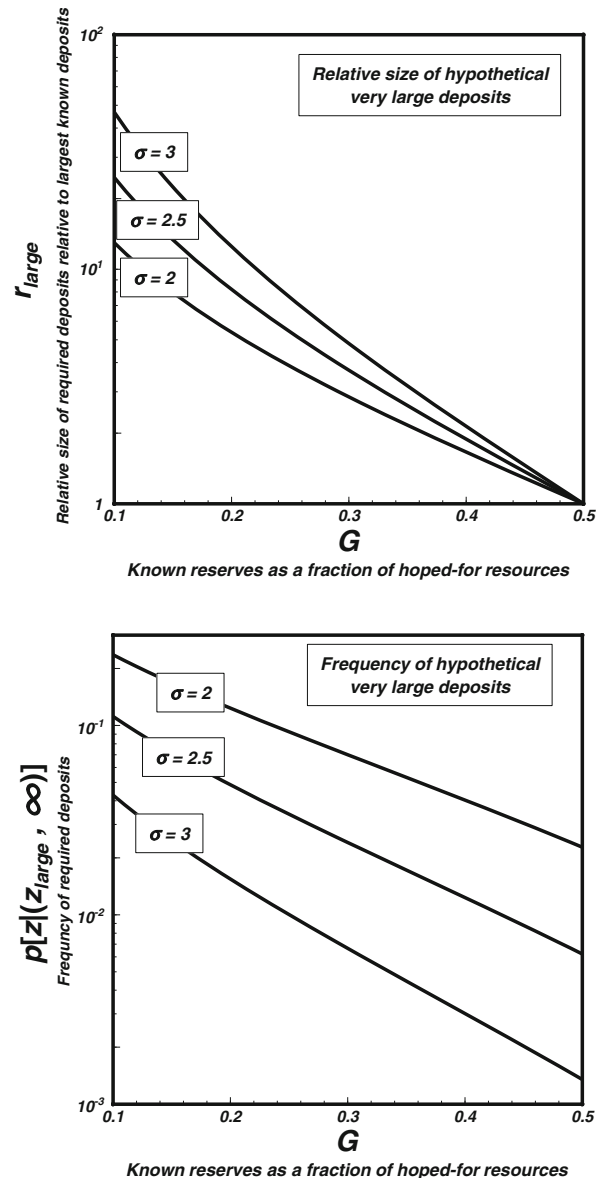 10²
Relative size of hypothetical
very large deposits
σ = 3
σ = 2.5
σ = 2
10¹
1
r_large
Relative size of required deposits relative to largest known deposits
0.1 0.2 0.3 0.4 0.5
G
Known reserves as a fraction of hoped-for resources
Frequency of hypothetical
very large deposits
σ = 2
10⁻¹
σ = 2.5
σ = 3
10⁻²
10⁻³
p[z|(z_large , ∞)]
Frequncy of required deposits
0.1 0.2 0.3 0.4 0.5
G
Known reserves as a fraction of hoped-for resources